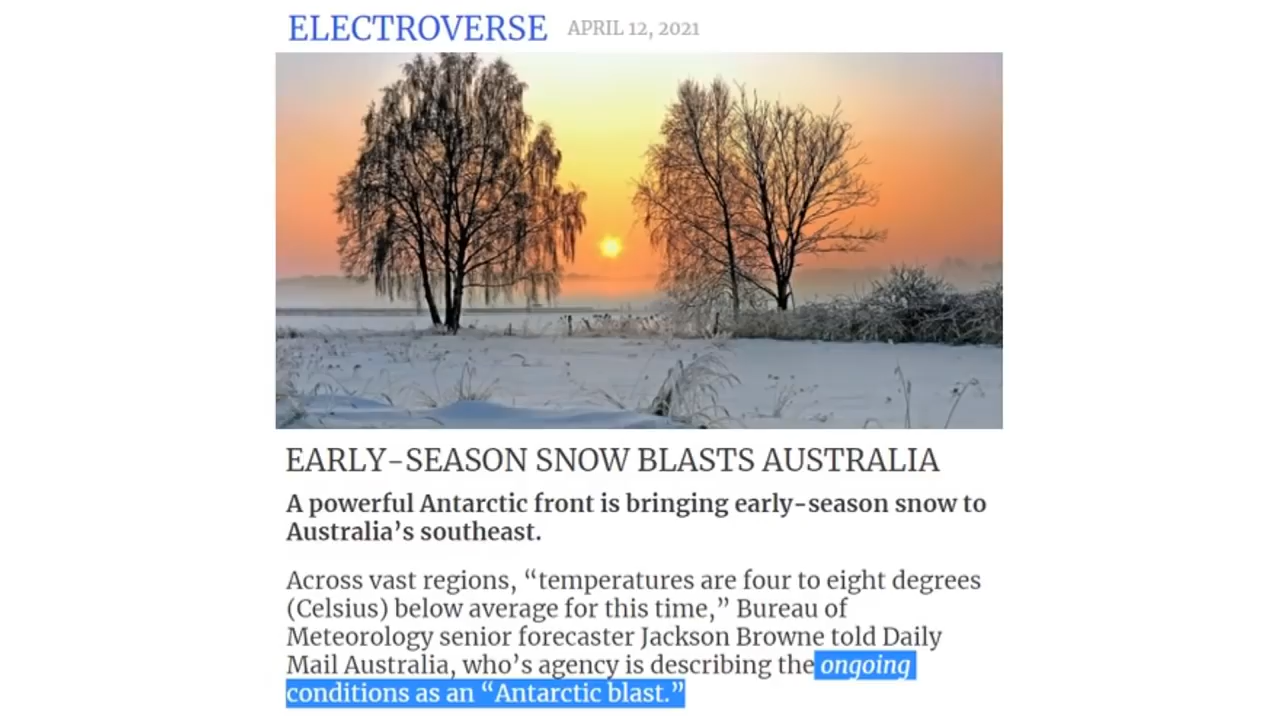 ELECTROVERSE APRIL 12, 2021
EARLY-SEASON SNOW BLASTS AUSTRALIA
A powerful Antarctic front is bringing early-season snow to
Australia’s southeast.
Across vast regions, “temperatures are four to eight degrees
(Celsius) below average for this time,” Bureau of
Meteorology senior forecaster Jackson Browne told Daily
Mail Australia, who’s agency is describing the ongoing
conditions as an “Antarctic blast.”